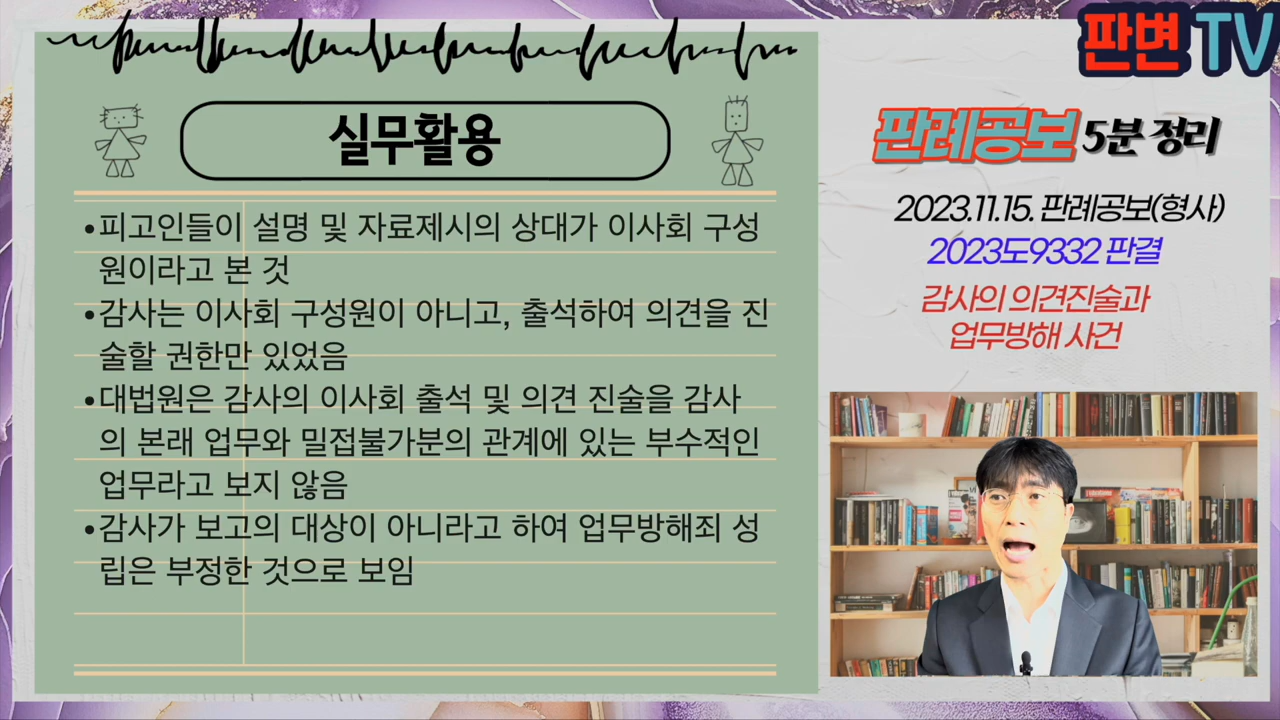 판변 TV
실무활용
•피고인들이 설명 및 자료제시의 상대가 이사회 구성
원이라고 본 것
•감사는 이사회 구성원이 아니고, 출석하여 의견을 진
술할 권한만 있었음
•대법원은 감사의 이사회 출석 및 의견 진술을 감사
의 본래 업무와 밀접불가분의 관계에 있는 부수적인
업무라고 보지 않음
•감사가 보고의 대상이 아니라고 하여 업무방해죄 성
립은 부정한 것으로 보임
판례공보 5분 정리
2023.11.15. 판례공보(형사)
2023도9332 판결
감사의 의견진술과
업무방해 사건